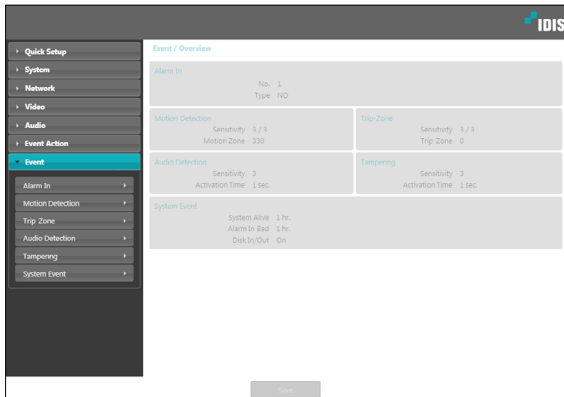 IDIS
Quick Setup
System
Network
Video
Audio
Event Action
Event
Alarm In
Motion Detection
Trip Zone
Audio Detection
Tampering
System Event
Event / Overview
Alarm In
No. 1
Type NO
Motion Detection
Sensitivity 3 / 3
Motion Zone 330
Trip-Zone
Sensitivity 3 / 3
Trip Zone 0
Audio Detection
Sensitivity 3
Activation Time 1 sec.
Tampering
Sensitivity 3
Activation Time 1 sec.
System Event
System Alive 1 hr.
Alarm In Bad 1 hr.
Disk In/Out On
Save